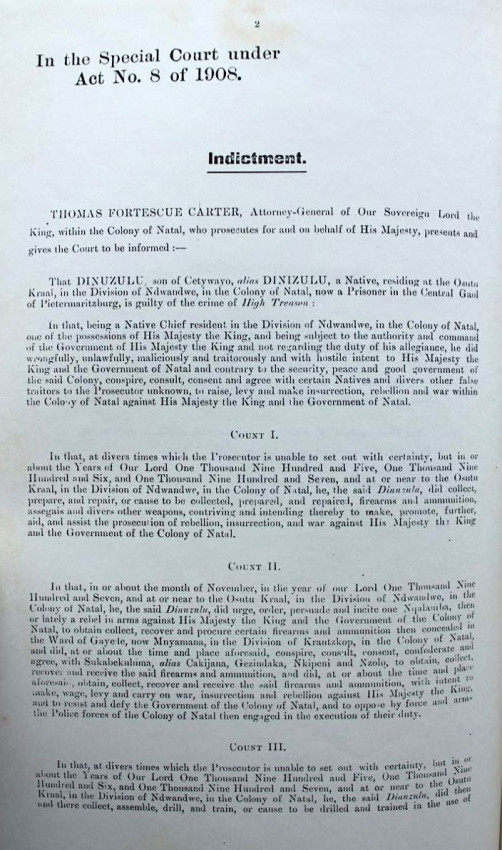 2
In the Special Court under
Act No. 8 of 1908.
Indictment.
THOMAS FORTESCUE CARTER, Attorney-General of Our Sovereign Lord the
King, within the Colony of Natal, who prosecutes for and on behalf of His Majesty, presents and
gives the Court to be informed :—
That DINUZULU, son of Cetywayo, alias DINIZULU, a Native, residing at the Osutu
Kraal, in the Division of Ndwandwe, in the Colony of Natal, now a Prisoner in the Central Gaol
of Pietermaritzburg, is guilty of the crime of High Treason :
In that, being a Native Chief resident in the Division of Ndwandwe, in the Colony of Natal,
one of the possessions of His Majesty the King, and being subject to the authority and command
of the Government of His Majesty the King and not regarding the duty of his allegiance, he did
wrongfully, unlawfully, maliciously and traitorously and with hostile intent to His Majesty the
King and the Government of Natal and contrary to the security, peace and good government of
the said Colony, conspire, consult, consent and agree with certain Natives and divers other false
traitors to the Prosecutor unknown, to raise, levy and make insurrection, rebellion and war within
the Colony of Natal against His Majesty the King and the Government of Natal.
COUNT I.
In that, at divers times which the Prosecutor is unable to set out with certainty, but in or
about the Years of Our Lord One Thousand Nine Hundred and Five, One Thousand Nine
Hundred and Six, and One Thousand Nine Hundred and Seven, and at or near to the Osutu
Kraal, in the Division of Ndwandwe, in the Colony of Natal, he, the said Dinuzulu, did collect,
prepare, and repair, or cause to be collected, prepared, and repaired, firearms and ammunition,
assegais and divers other weapons, contriving and intending thereby to make, promote, further,
aid, and assist the prosecution of rebellion, insurrection, and war against His Majesty the King
and the Government of the Colony of Natal.
COUNT II.
In that, in or about the month of November, in the year of our Lord One Thousand Nine
Hundred and Seven, and at or near to the Osutu Kraal, in the Division of Ndwandwe, in the
Colony of Natal, he, the said Dinuzulu, did urge, order, persuade and incite one then
or lately a rebel in arms against His Majesty the King and the Government of the Colony of
Natal, to obtain, collect, recover and procure certain firearms and ammunition then concealed in
the Ward of Gayede, now Mnyamana, in the Division of Krantzkop, in the Colony of Natal,
and did, at or about the time and place aforesaid, conspire, consult, consent, confederate and
agree, with Sukabekuluma, alias Cakijana, Gezindaka, Nkipeni and Nzolo, to obtain, collect,
recover and receive the said firearms and ammunition, and did, at or about the time and place
aforesaid, obtain, collect, recover and receive the said firearms and ammunition, with intent to
make, wage, levy and carry on war, insurrection and rebellion against His Majesty the King,
and to resist and defy the Government of the Colony of Natal, and to oppose by force and arms
the Police forces of the Colony of Natal then engaged in the execution of their duty.
COUNT III.
In that, at divers times which the Prosecutor is unable to set out with certainty, but in or
about the Years of Our Lord One Thousand Nine Hundred and Five, One Thousand Nine
Hundred and Six, and One Thousand Nine Hundred and Seven, and at or near to the Osutu
Kraal, in the Division of Ndwandwe, in the Colony of Natal, he, the said Dinuzulu, did then
and there collect, assemble, drill, and train, or cause to be drilled and trained in the use of